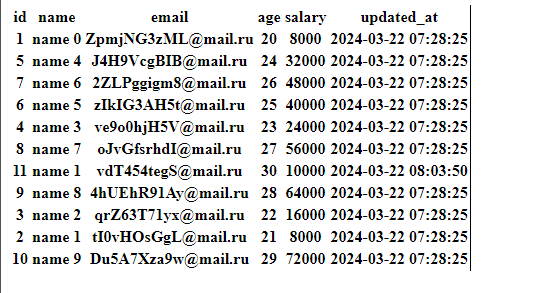 id name email age salary updated_at
1 name 0 ZpmjNG3zML@mail.ru 20 8000 2024-03-22 07:28:25
5 name 4 J4H9VcgBIB@mail.ru 24 32000 2024-03-22 07:28:25
7 name 6 2ZLPggigm8@mail.ru 26 48000 2024-03-22 07:28:25
6 name 5 zIkIG3AH5t@mail.ru 25 40000 2024-03-22 07:28:25
4 name 3 ve9o0hjH5V@mail.ru 23 24000 2024-03-22 07:28:25
8 name 7 oJvGfsrhdI@mail.ru 27 56000 2024-03-22 07:28:25
11 name 1 vdT454tegS@mail.ru 30 10000 2024-03-22 08:03:50
9 name 8 4hUEhR91Ay@mail.ru 28 64000 2024-03-22 07:28:25
3 name 2 qrZ63T71yx@mail.ru 22 16000 2024-03-22 07:28:25
2 name 1 tI0vHOsGgL@mail.ru 21 8000 2024-03-22 07:28:25
10 name 9 Du5A7Xza9w@mail.ru 29 72000 2024-03-22 07:28:25